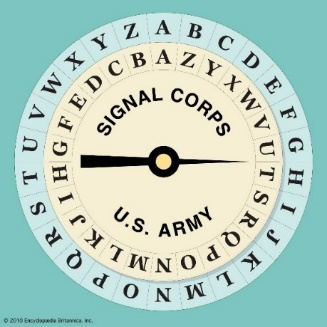 A B C D E F G H I J K L M N O P Q R S T U V W X Y Z
A Z Y X W V U T S R Q P O N M L K J I H G F E D C B
SIGNAL CORPS
U.S. ARMY
© 2010 Encyclopædia Britannica, Inc.